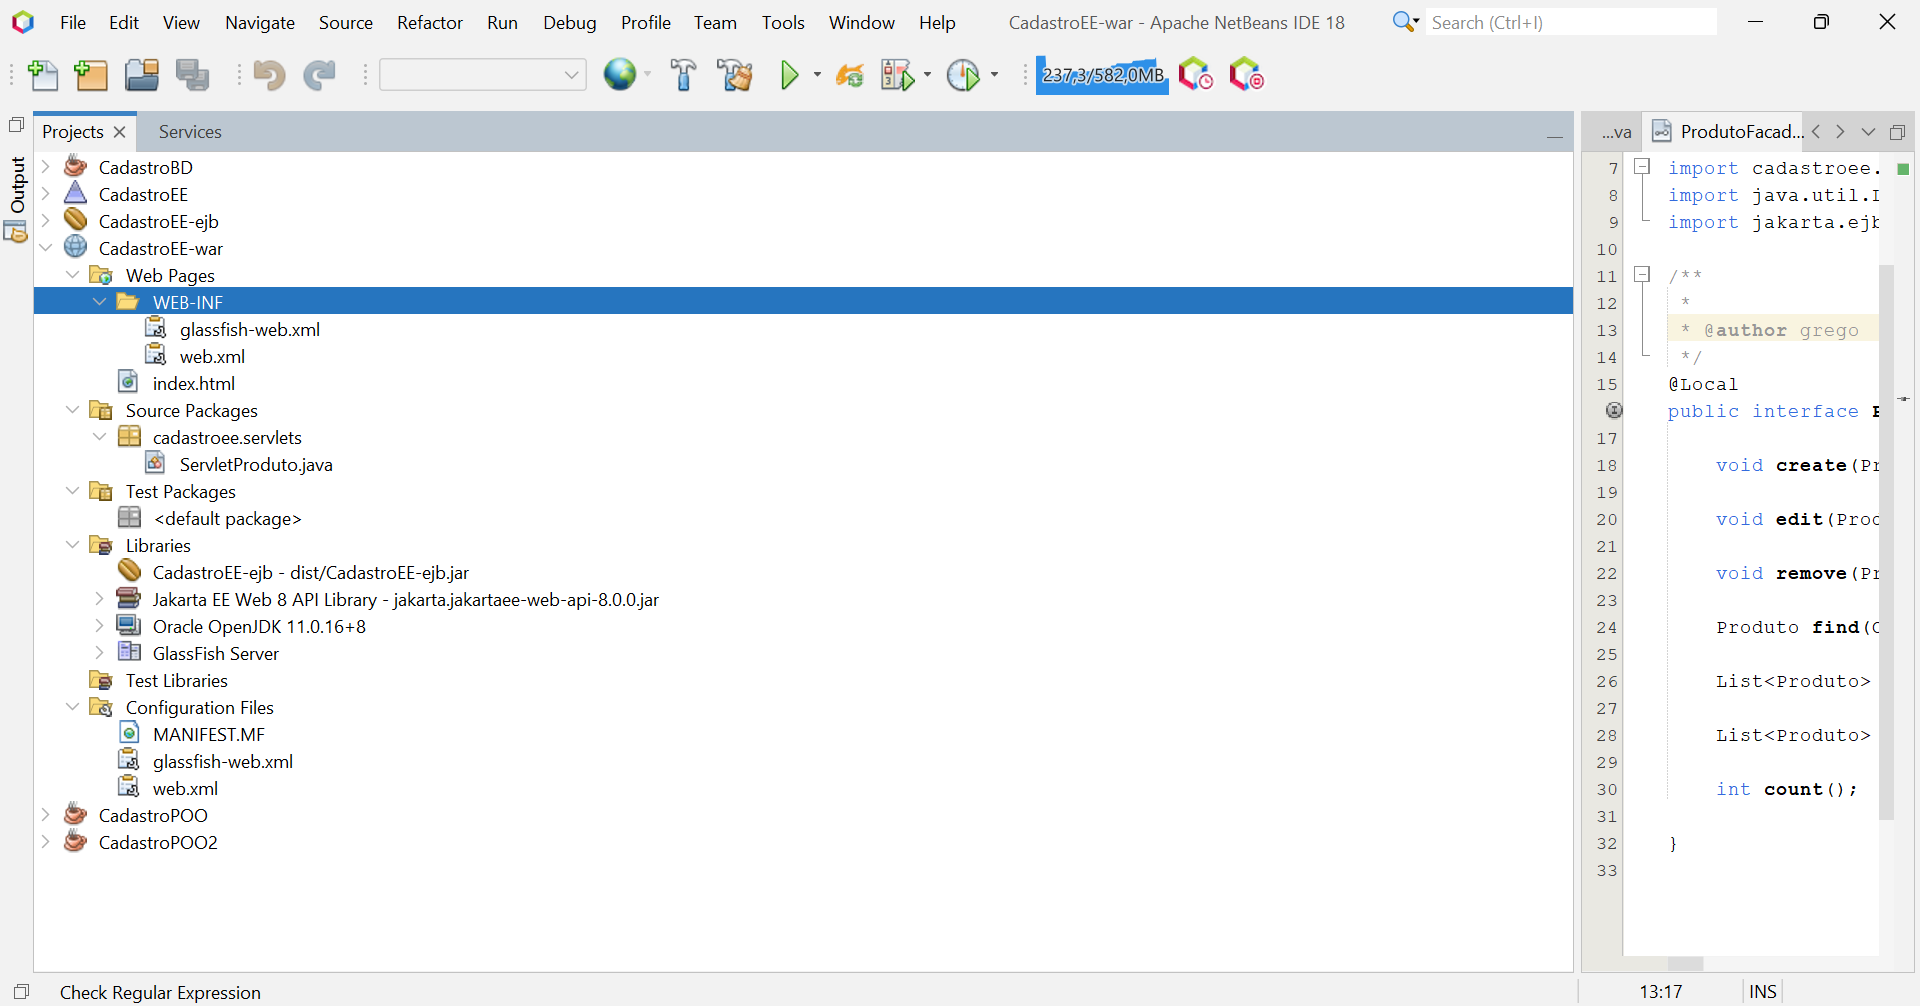 File Edit View Navigate Source Refactor Run Debug Profile Team Tools Window Help CadastroEE-war - Apache NetBeans IDE 18 Search (Ctrl+I)
237,3/582,0MB
Output
Projects Services
CadastroBD
CadastroEE
CadastroEE-ejb
CadastroEE-war
Web Pages
WEB-INF
glassfish-web.xml
web.xml
index.html
Source Packages
cadastroee.servlets
ServletProduto.java
Test Packages
<default package>
Libraries
CadastroEE-ejb - dist/CadastroEE-ejb.jar
Jakarta EE Web 8 API Library - jakarta.jakartaee-web-api-8.0.0.jar
Oracle OpenJDK 11.0.16+8
GlassFish Server
Test Libraries
Configuration Files
MANIFEST.MF
glassfish-web.xml
web.xml
CadastroPOO
CadastroPOO2
...va ProdutoFacad...
7 import cadastroee.
8 import java.util.
9 import jakarta.ejb
10
11 /**
12 *
13 * @author grego
14 */
15 @Local
public interface
17
18 void create(Pr
19
20 void edit(Proc
21
22 void remove(Pr
23
24 Produto find(
25
26 List<Produto>
27
28 List<Produto>
29
30 int count();
31
32 }
33
Check Regular Expression 13:17 INS